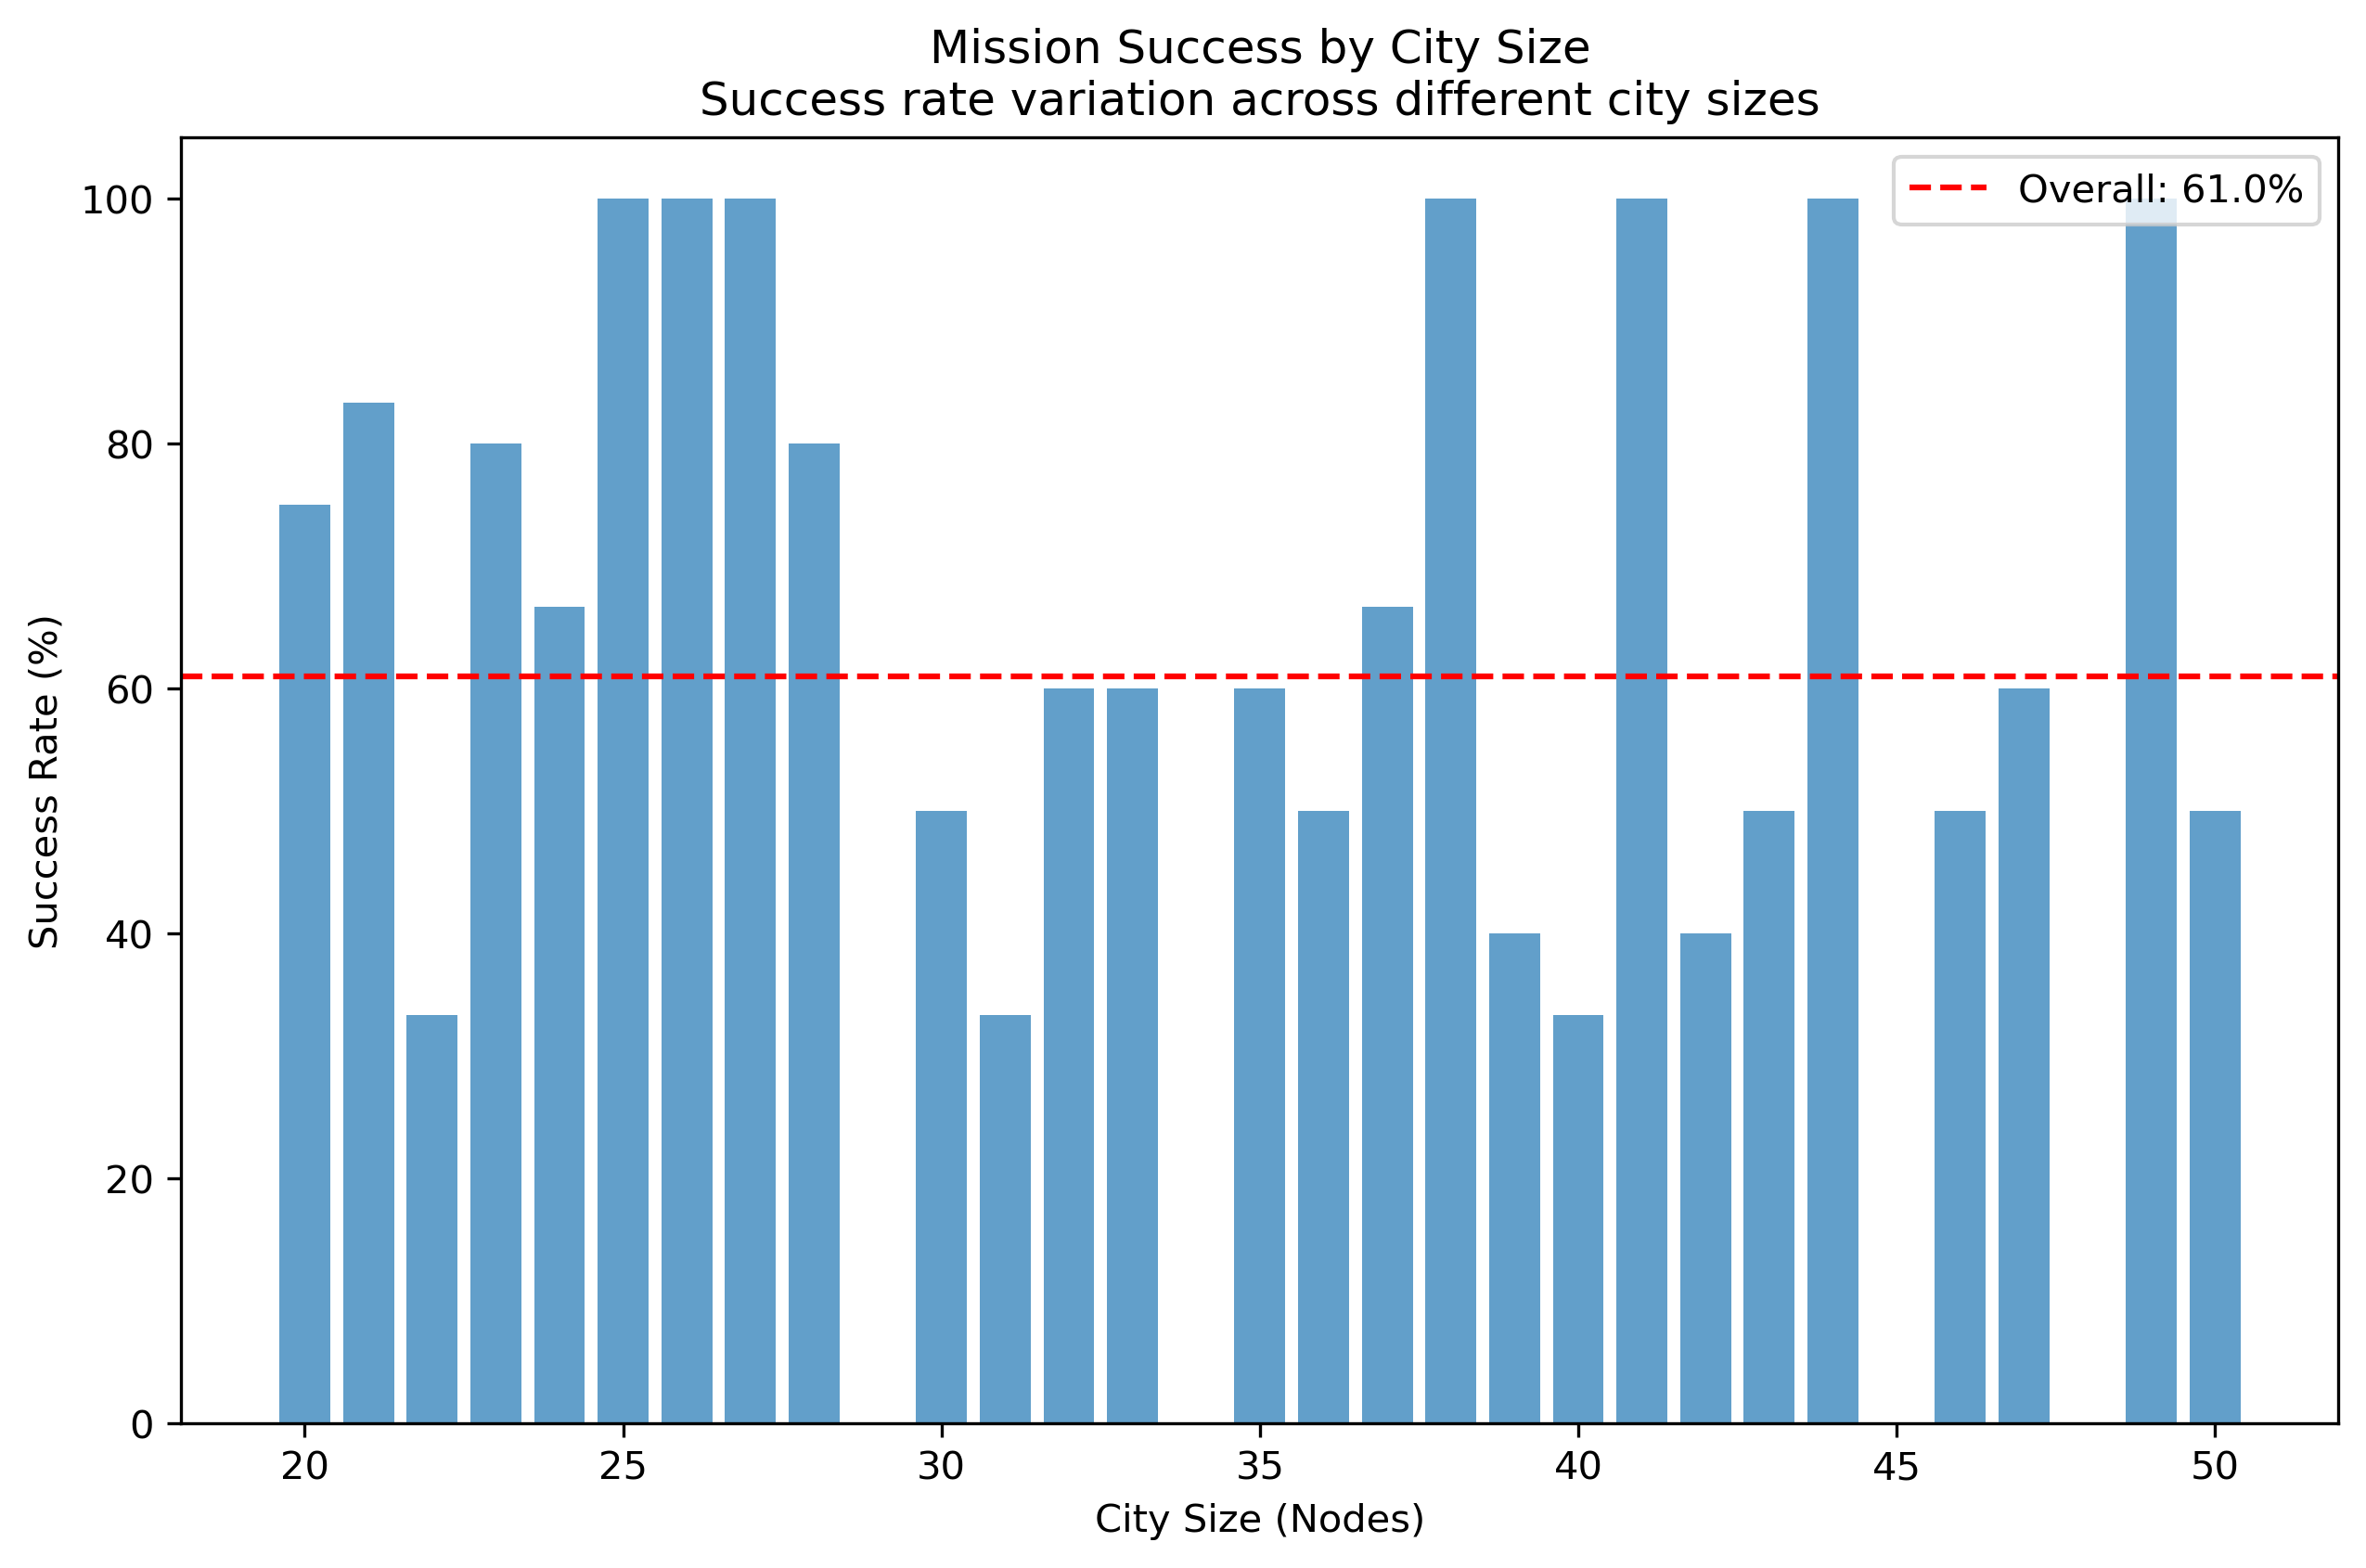 Mission Success by City Size
Success rate variation across different city sizes
Overall: 61.0%
Success Rate (%)
100
80
60
40
20
0
20 25 30 35 40 45 50
City Size (Nodes)